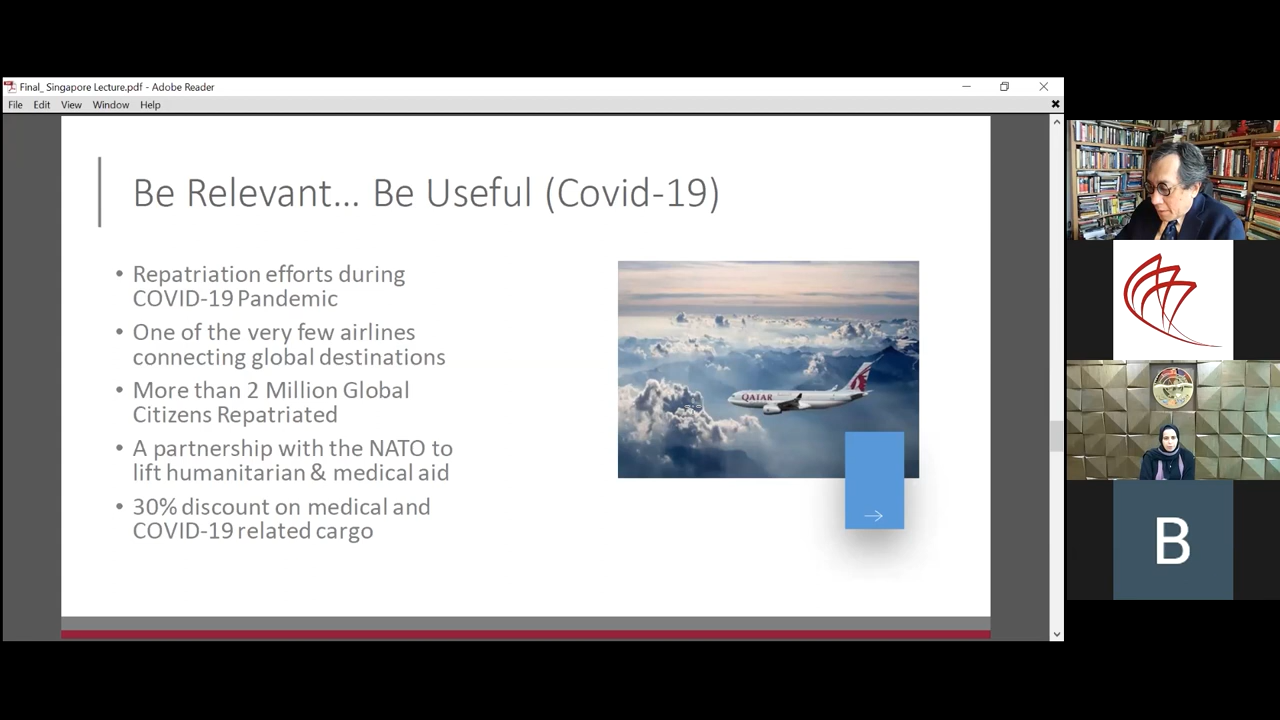 Final_ Singapore Lecture.pdf - Adobe Reader
File Edit View Window Help
Be Relevant... Be Useful (Covid-19)
• Repatriation efforts during
COVID-19 Pandemic
• One of the very few airlines
connecting global destinations
• More than 2 Million Global
Citizens Repatriated
• A partnership with the NATO to
lift humanitarian & medical aid
• 30% discount on medical and
COVID-19 related cargo
QATAR
B